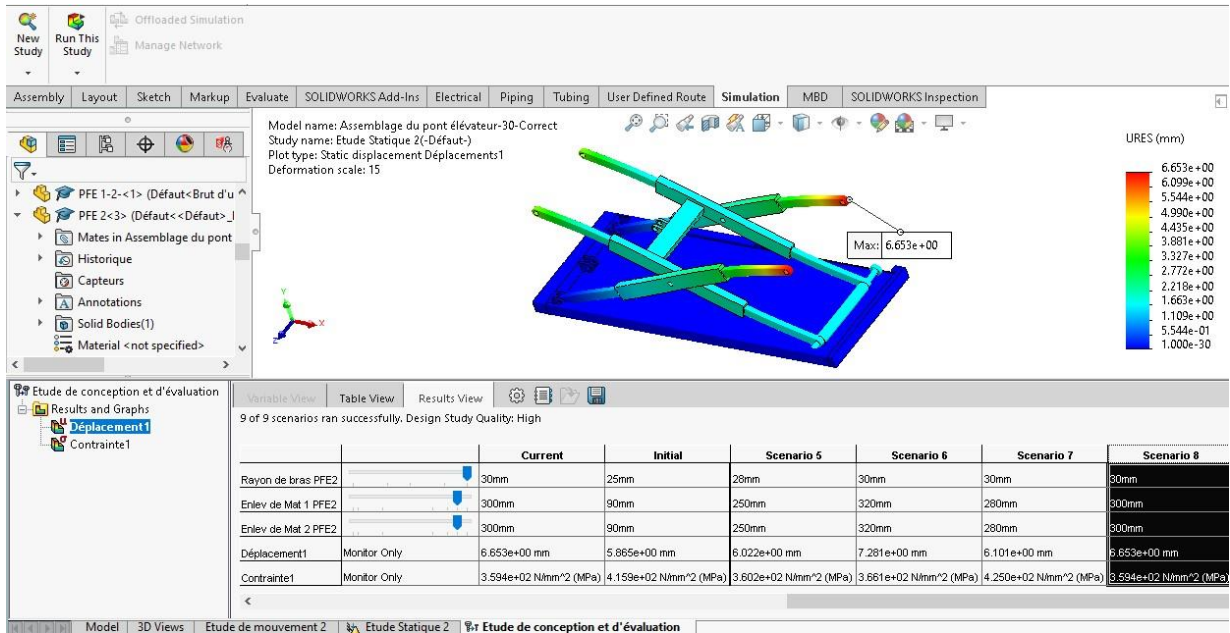 New Study
Run This Study
Offloaded Simulation
Manage Network
Assembly Layout Sketch Markup Evaluate SOLIDWORKS Add-Ins Electrical Piping Tubing User Defined Route Simulation MBD SOLIDWORKS Inspection
Model name: Assemblage du pont élévateur-30-Correct
Study name: Etude Statique 2(-Défaut-)
Plot type: Static displacement Déplacements1
Deformation scale: 15
PFE 1-2-<1> (Défaut<Brut d'u
PFE 2<3> (Défaut<<Défaut>_
Mates in Assemblage du pont
Historique
Capteurs
Annotations
Solid Bodies(1)
Material <not specified>
Y
X
Z
Max: 6.653e+00
URES (mm)
6.653e+00
6.099e+00
5.544e+00
4.990e+00
4.435e+00
3.881e+00
3.327e+00
2.772e+00
2.218e+00
1.663e+00
1.109e+00
5.544e-01
1.000e-30
Etude de conception et d'évaluation
Results and Graphs
Déplacement1
Contrainte1
Variable View Table View Results View
9 of 9 scenarios ran successfully. Design Study Quality: High
Current Initial Scenario 5 Scenario 6 Scenario 7 Scenario 8
Rayon de bras PFE2 30mm 25mm 28mm 30mm 30mm 30mm
Enlev de Mat 1 PFE2 300mm 90mm 250mm 320mm 280mm 300mm
Enlev de Mat 2 PFE2 300mm 90mm 250mm 320mm 280mm 300mm
Déplacement1 Monitor Only 6.653e+00 mm 5.865e+00 mm 6.022e+00 mm 7.281e+00 mm 6.101e+00 mm 6.653e+00 mm
Contrainte1 Monitor Only 3.594e+02 N/mm^2 (MPa) 4.159e+02 N/mm^2 (MPa) 3.602e+02 N/mm^2 (MPa) 3.661e+02 N/mm^2 (MPa) 4.250e+02 N/mm^2 (MPa) 3.594e+02 N/mm^2 (MPa)
Model 3D Views Etude de mouvement 2 Etude Statique 2 Etude de conception et d'évaluation